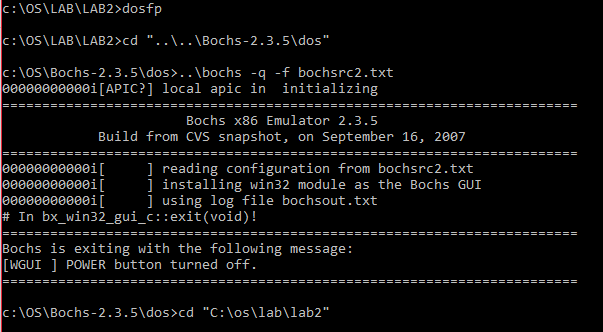 c:\OS\LAB\LAB2>dosfp
c:\OS\LAB\LAB2>cd "..\..\Bochs-2.3.5\dos"
c:\OS\Bochs-2.3.5\dos>..\bochs -q -f bochsrc2.txt
00000000000i[APIC?] local apic in  initializing
========================================================================
Bochs x86 Emulator 2.3.5
Build from CVS snapshot, on September 16, 2007
========================================================================
00000000000i[     ] reading configuration from bochsrc2.txt
00000000000i[     ] installing win32 module as the Bochs GUI
00000000000i[     ] using log file bochsout.txt
# In bx_win32_gui_c::exit(void)!
========================================================================
Bochs is exiting with the following message:
[WGUI ] POWER button turned off.
========================================================================
c:\OS\Bochs-2.3.5\dos>cd "C:\os\lab\lab2"